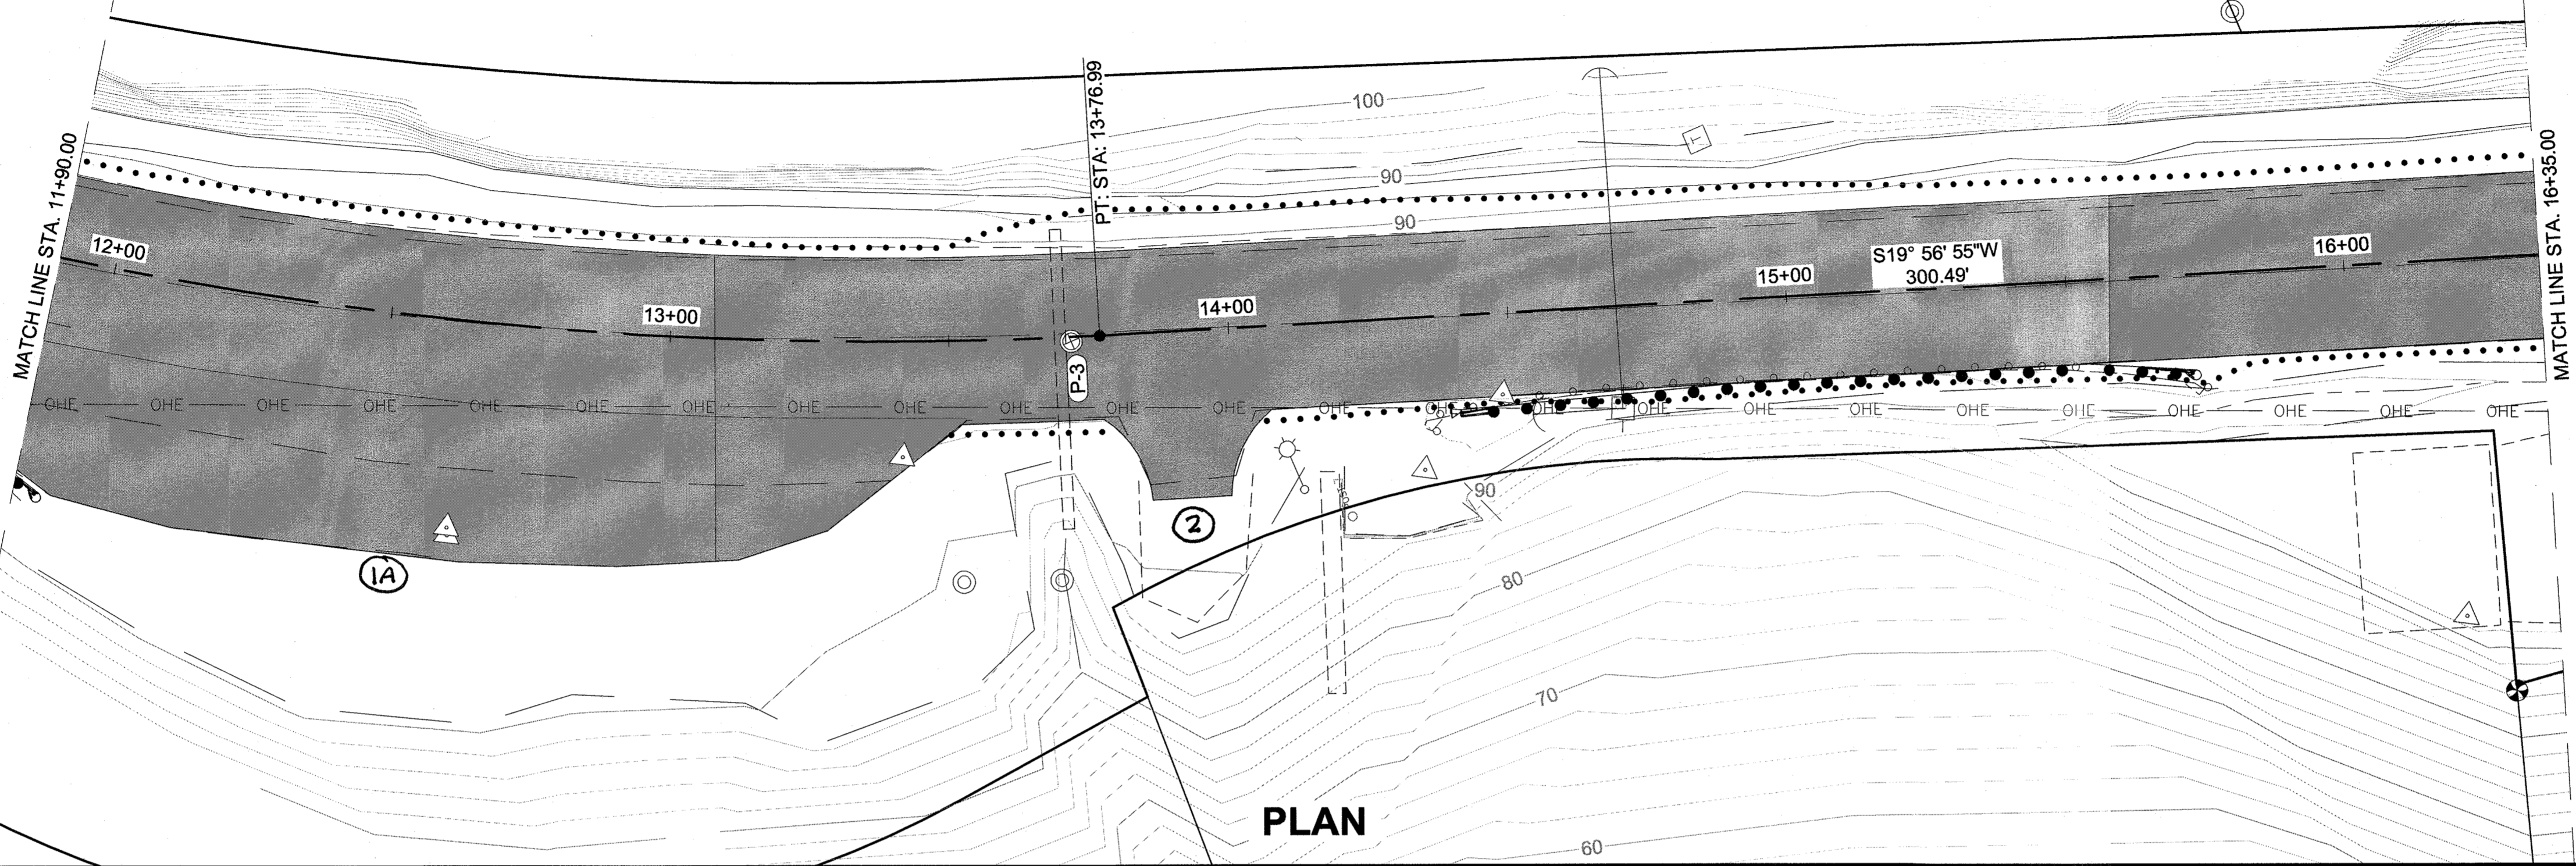 MATCH LINE STA. 11+90.00
12+00
13+00
PT: STA: 13+76.99
P-3
14+00
15+00
S19° 56' 55"W
300.49'
16+00
MATCH LINE STA. 16+35.00
100
90
90
T
OHE OHE OHE OHE OHE OHE OHE OHE OHE OHE OHE OHE OHE OHE OHE OHE OHE OHE OHE OHE OHE OHE OHE OHE
1A
2
90
80
70
60
PLAN